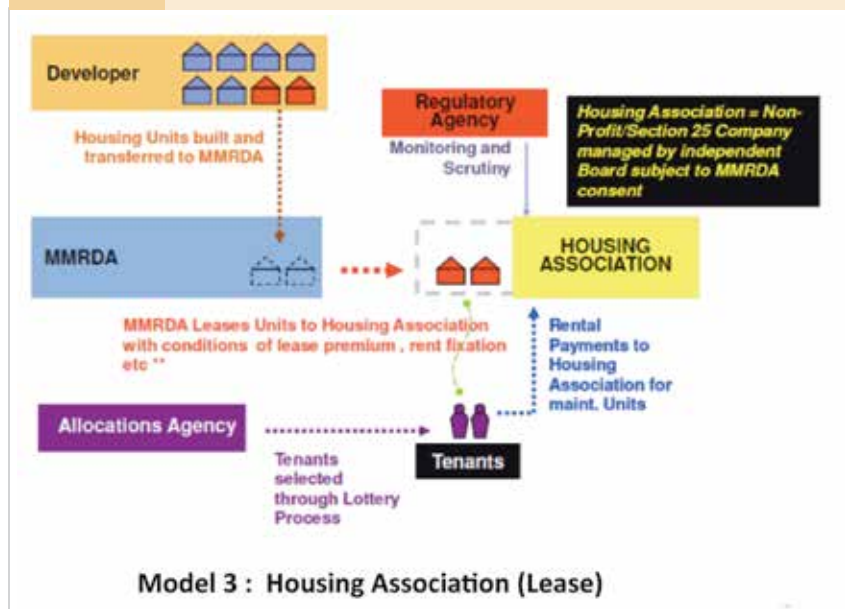 Developer
Housing Units built and
transferred to MMRDA
Regulatory
Agency
Monitoring and
Scrutiny
Housing Association = Non-
Profit/Section 25 Company
managed by independent
Board subject to MMRDA
consent
MMRDA
HOUSING
ASSOCIATION
MMRDA Leases Units to Housing Association
with conditions of lease premium , rent fixation
etc **
Rental
Payments to
Housing
Association for
maint. Units
Allocations Agency
Tenants
selected
through Lottery
Process
Tenants
Model 3 : Housing Association (Lease)